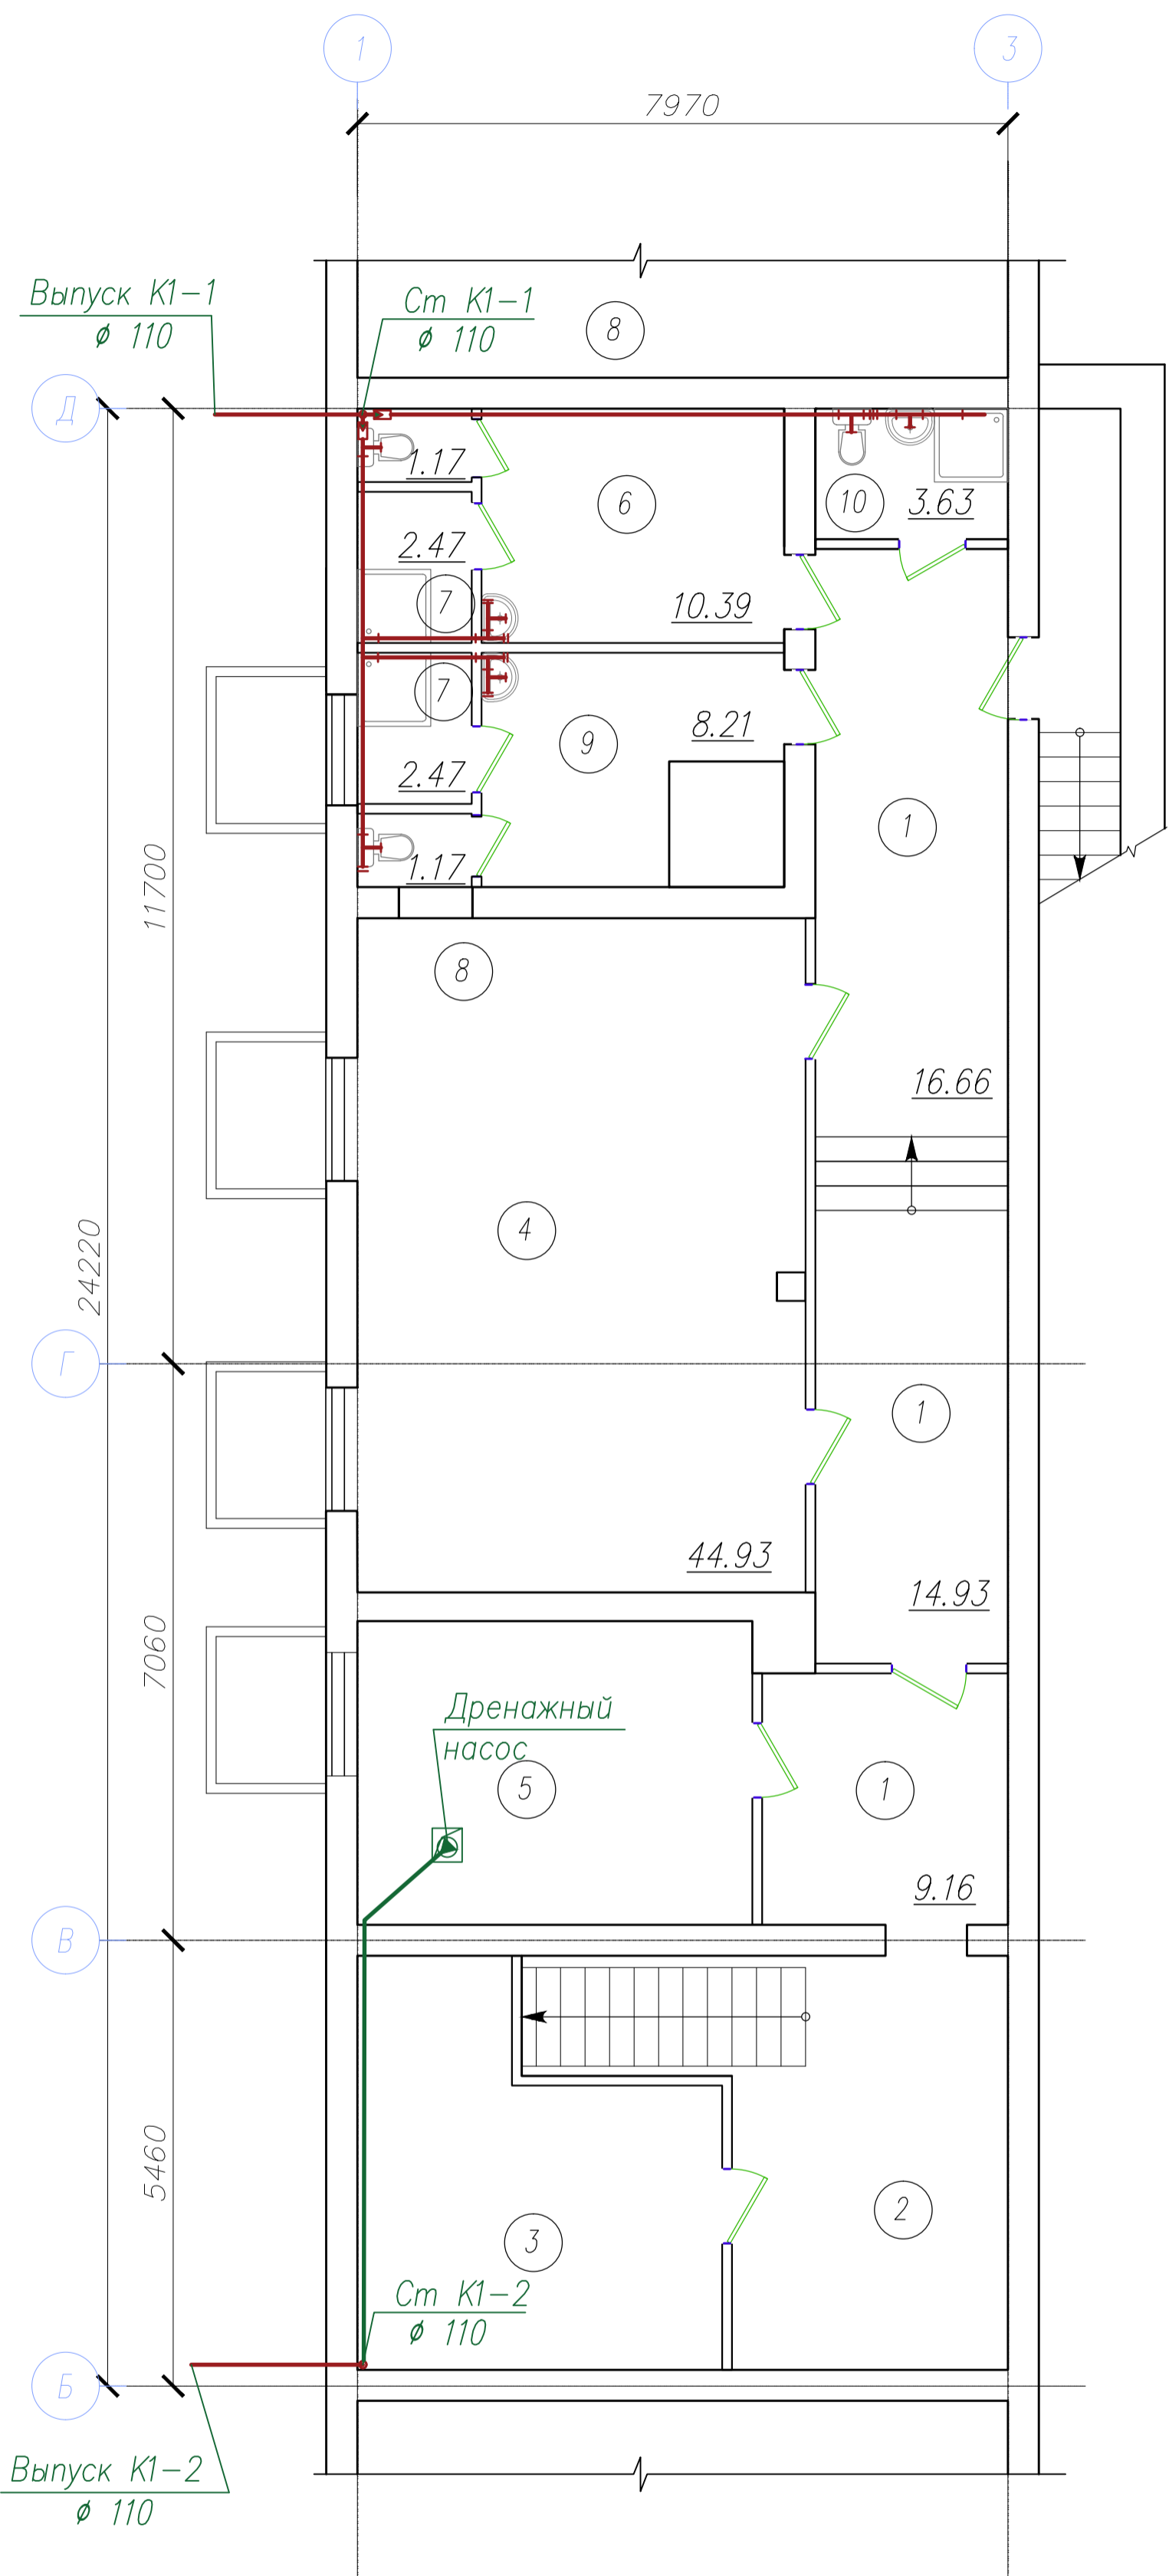 1
3
7970
Выпуск К1-1
ϕ 110
Ст К1-1
ϕ 110
8
Д
1.17
6
10
3.63
2.47
7
10.39
7
9
8.21
2.47
1
1.17
11700
8
16.66
4
24220
Г
1
44.93
14.93
7060
Дренажный
насос
5
1
9.16
В
5460
2
3
Ст К1-2
ϕ 110
Б
Выпуск К1-2
ϕ 110